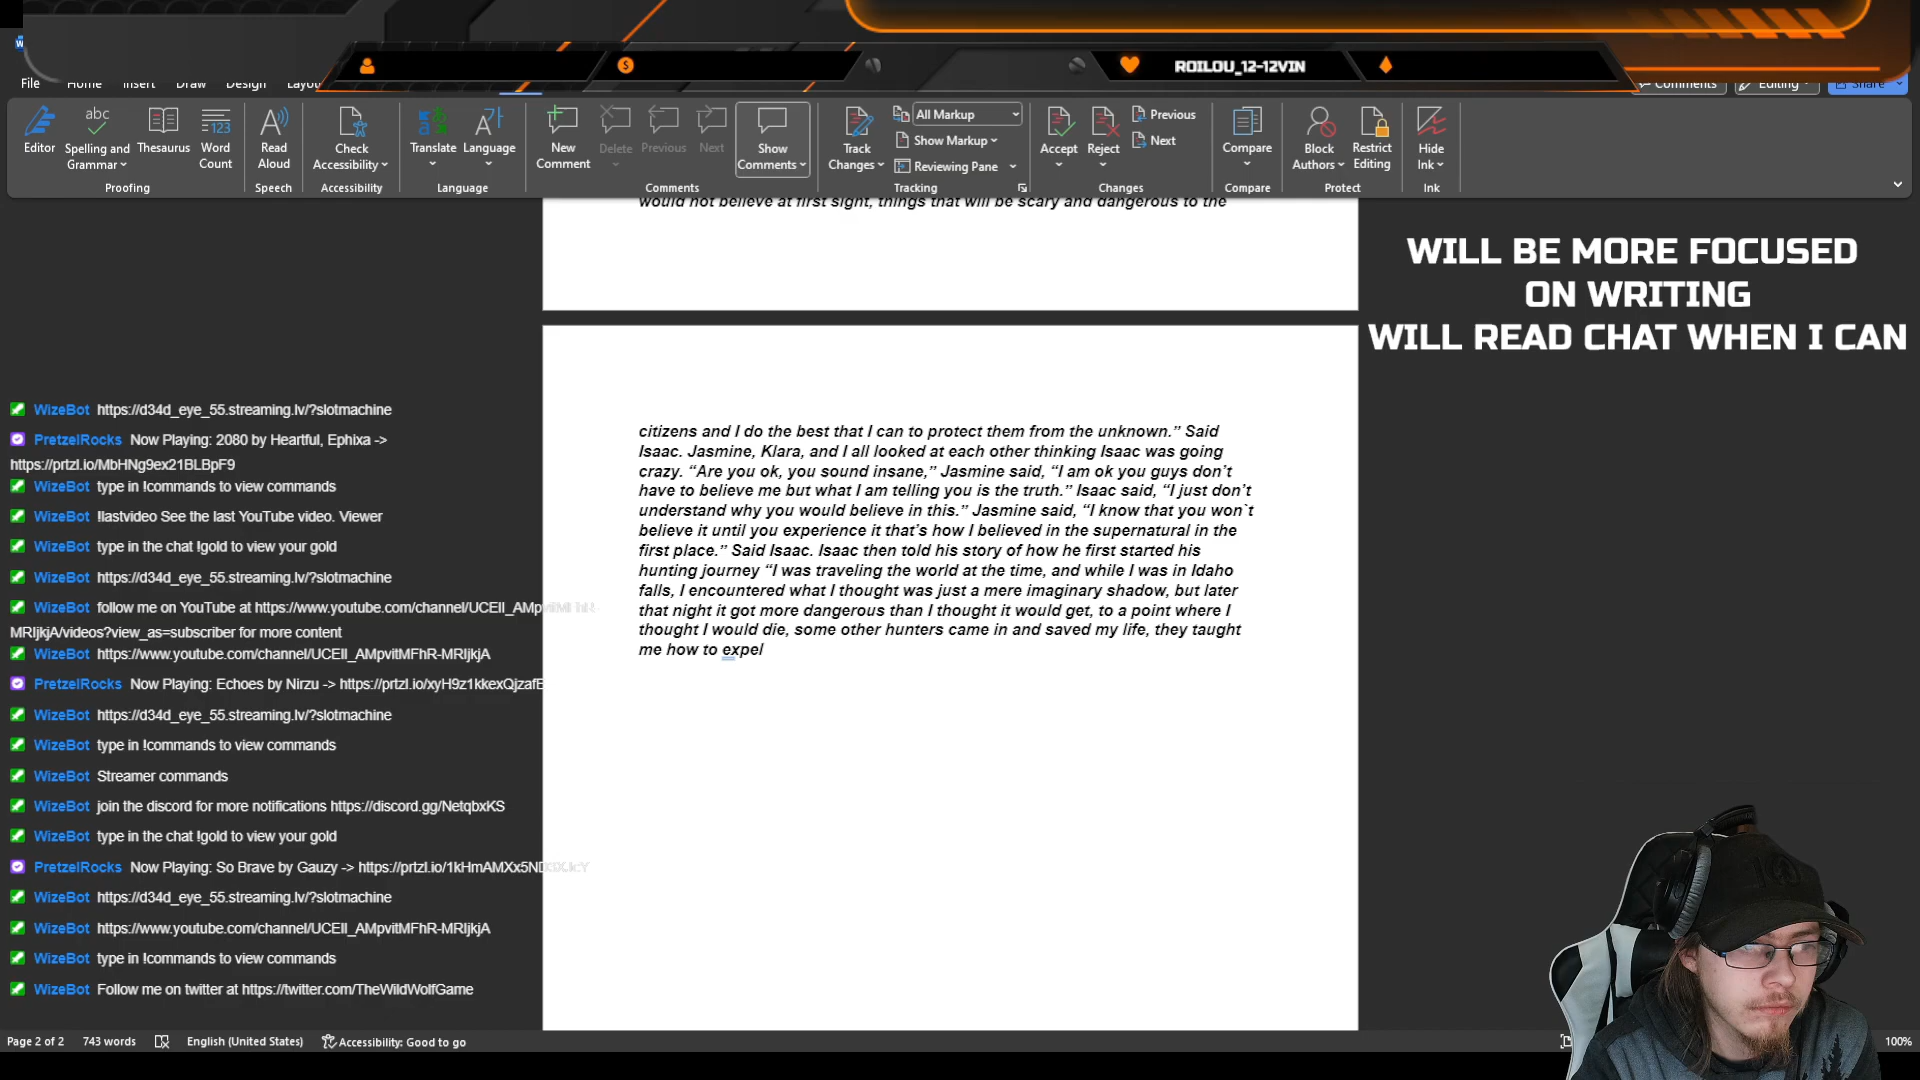 ROILOU_12-12VIN
File Home Insert Draw Design
Comments Editing Share
Editor
Spelling and Grammar
Thesaurus
Word Count
Proofing
Read Aloud
Speech
Check Accessibility
Accessibility
Translate
Language
Language
New Comment
Delete
Previous
Next
Show Comments
Comments
Track Changes
All Markup
Show Markup
Reviewing Pane
Tracking
Accept
Reject
Previous
Next
Changes
Compare
Compare
Block Authors
Restrict Editing
Protect
Hide Ink
Ink
would not believe at first sight, things that will be scary and dangerous to the
WILL BE MORE FOCUSED
ON WRITING
WILL READ CHAT WHEN I CAN
citizens and I do the best that I can to protect them from the unknown.” Said
Isaac. Jasmine, Klara, and I all looked at each other thinking Isaac was going
crazy. “Are you ok, you sound insane,” Jasmine said, “I am ok you guys don’t
have to believe me but what I am telling you is the truth.” Isaac said, “I just don’t
understand why you would believe in this.” Jasmine said, “I know that you won`t
believe it until you experience it that’s how I believed in the supernatural in the
first place.” Said Isaac. Isaac then told his story of how he first started his
hunting journey “I was traveling the world at the time, and while I was in Idaho
falls, I encountered what I thought was just a mere imaginary shadow, but later
that night it got more dangerous than I thought it would get, to a point where I
thought I would die, some other hunters came in and saved my life, they taught
me how to expel
WizeBot https://d34d_eye_55.streaming.lv/?slotmachine
PretzelRocks Now Playing: 2080 by Heartful, Ephixa ->
https://prtzl.io/MbHNg9ex21BLBpF9
WizeBot type in !commands to view commands
WizeBot !lastvideo See the last YouTube video. Viewer
WizeBot type in the chat !gold to view your gold
WizeBot https://d34d_eye_55.streaming.lv/?slotmachine
WizeBot follow me on YouTube at
MRIjkjA/videos?view_as=subscriber for more content
WizeBot https://www.youtube.com/channel/UCEIl_AMpvitMFhR-MRIjkjA
PretzelRocks Now Playing: Echoes by Nirzu ->
WizeBot https://d34d_eye_55.streaming.lv/?slotmachine
WizeBot type in !commands to view commands
WizeBot Streamer commands
WizeBot join the discord for more notifications https://discord.gg/NetqbxKS
WizeBot type in the chat !gold to view your gold
PretzelRocks Now Playing: So Brave by Gauzy ->
WizeBot https://d34d_eye_55.streaming.lv/?slotmachine
WizeBot https://www.youtube.com/channel/UCEIl_AMpvitMFhR-MRIjkjA
WizeBot type in !commands to view commands
WizeBot Follow me on twitter at https://twitter.com/TheWildWolfGame
Page 2 of 2 743 words English (United States) Accessibility: Good to go
100%